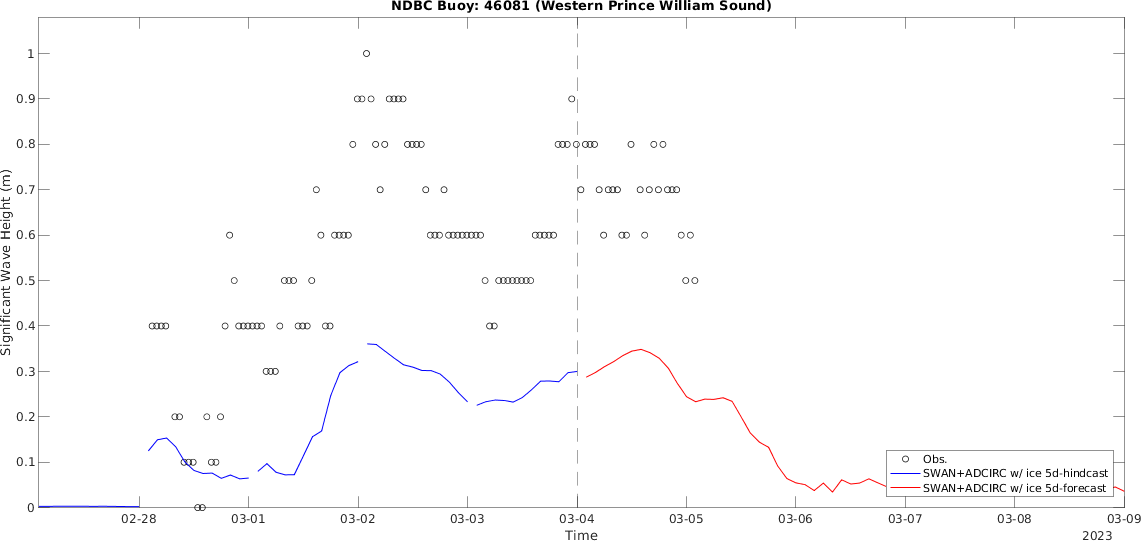 NDBC Buoy: 46081 (Western Prince William Sound)
Significant Wave Height (m)
1
0.9
0.8
0.7
0.6
0.5
0.4
0.3
0.2
0.1
0
Obs.
SWAN+ADCIRC w/ ice 5d-hindcast
SWAN+ADCIRC w/ ice 5d-forecast
02-28 03-01 03-02 03-03 03-04 03-05 03-06 03-07 03-08 03-09
Time
2023